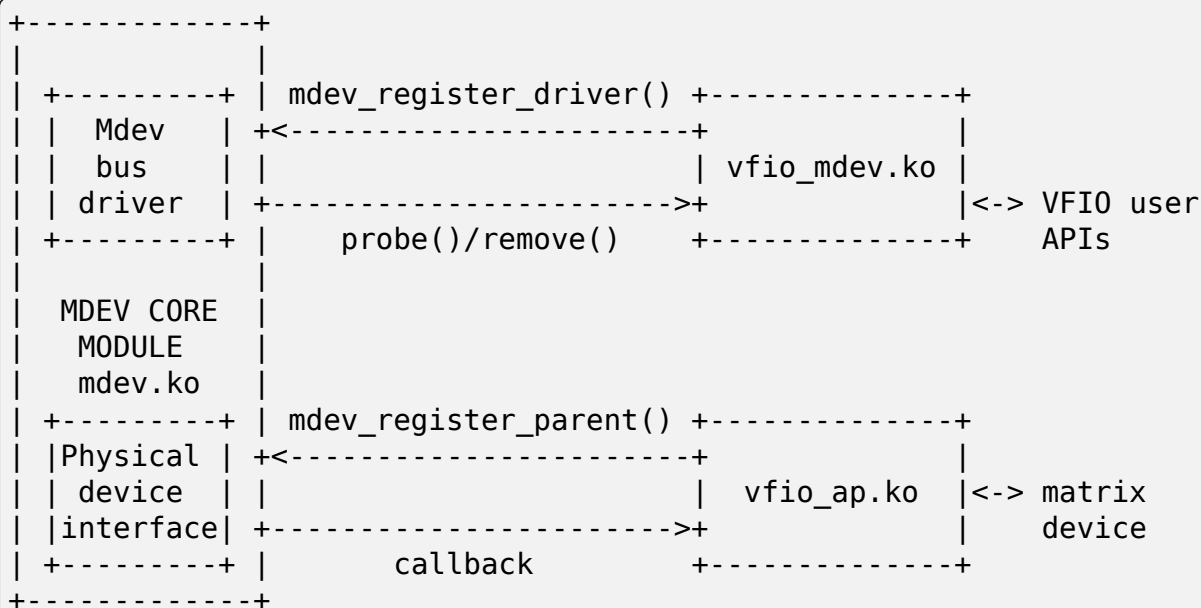 +-------------+
|             |
| +---------+ | mdev_register_driver() +--------------+
| |  Mdev   | +<-----------------------+              |
| |  bus    | |                        | vfio_mdev.ko |
| | driver  | +----------------------->+              |<-> VFIO user
| +---------+ |    probe()/remove()    +--------------+    APIs
|             |
|  MDEV CORE  |
|   MODULE    |
|   mdev.ko   |
| +---------+ | mdev_register_parent() +--------------+
| |Physical | +<-----------------------+              |
| | device  | |                        |  vfio_ap.ko  |<-> matrix
| |interface| +----------------------->+              |    device
| +---------+ |       callback         +--------------+
+-------------+